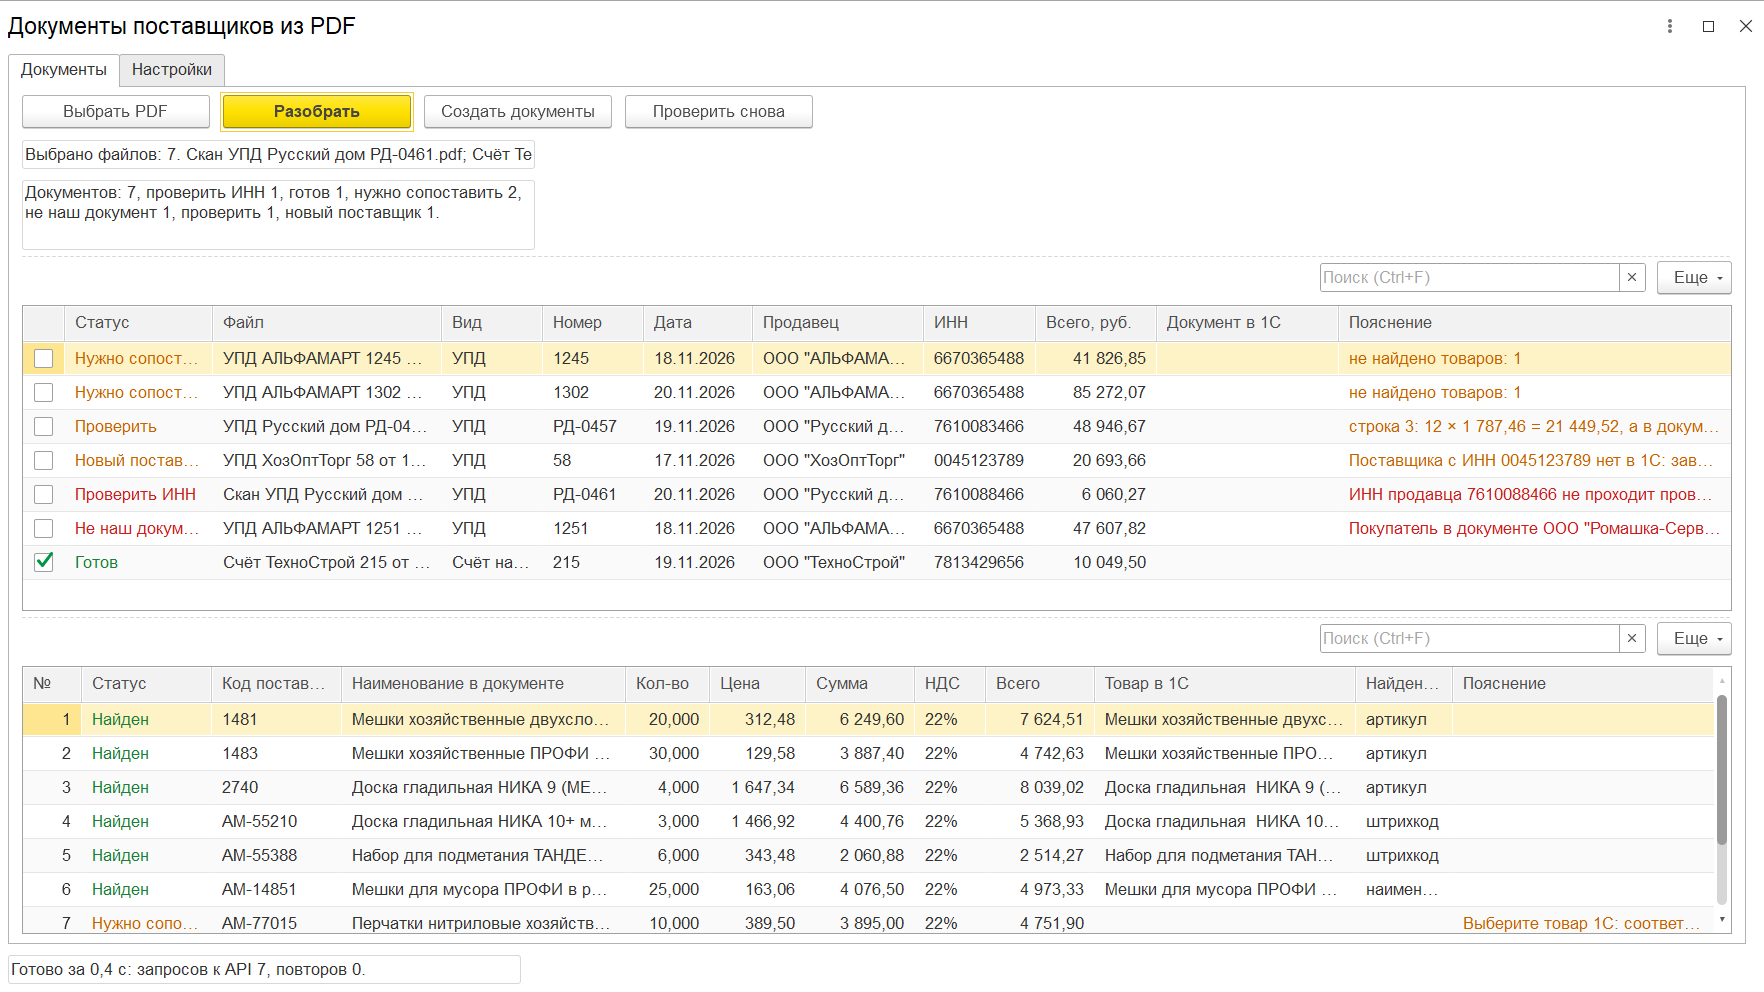 Документы поставщиков из PDF
Документы Настройки
Выбрать PDF Разобрать Создать документы Проверить снова
Выбрано файлов: 7. Скан УПД Русский дом РД-0461.pdf; Счёт Те
Документов: 7, проверить ИНН 1, готов 1, нужно сопоставить 2,
не наш документ 1, проверить 1, новый поставщик 1.
Поиск (Ctrl+F) × Еще
Статус Файл Вид Номер Дата Продавец ИНН Всего, руб. Документ в 1С Пояснение
Нужно сопост... УПД АЛЬФАМАРТ 1245 ... УПД 1245 18.11.2026 ООО "АЛЬФАМА... 6670365488 41 826,85 не найдено товаров: 1
Нужно сопост... УПД АЛЬФАМАРТ 1302 ... УПД 1302 20.11.2026 ООО "АЛЬФАМА... 6670365488 85 272,07 не найдено товаров: 1
Проверить УПД Русский дом РД-04... УПД РД-0457 19.11.2026 ООО "Русский д... 7610083466 48 946,67 строка 3: 12 × 1 787,46 = 21 449,52, а в докум...
Новый постав... УПД ХозОптТорг 58 от 1... УПД 58 17.11.2026 ООО "ХозОптТорг" 0045123789 20 693,66 Поставщика с ИНН 0045123789 нет в 1С: зав...
Проверить ИНН Скан УПД Русский дом ... УПД РД-0461 20.11.2026 ООО "Русский д... 7610088466 6 060,27 ИНН продавца 7610088466 не проходит пров...
Не наш докум... УПД АЛЬФАМАРТ 1251 ... УПД 1251 18.11.2026 ООО "АЛЬФАМА... 6670365488 47 607,82 Покупатель в документе ООО "Ромашка-Серв...
Готов Счёт ТехноСтрой 215 от ... Счёт на... 215 19.11.2026 ООО "ТехноСтрой" 7813429656 10 049,50
Поиск (Ctrl+F) × Еще
№ Статус Код постав... Наименование в документе Кол-во Цена Сумма НДС Всего Товар в 1С Найден... Пояснение
1 Найден 1481 Мешки хозяйственные двухсло... 20,000 312,48 6 249,60 22% 7 624,51 Мешки хозяйственные двухс... артикул
2 Найден 1483 Мешки хозяйственные ПРОФИ ... 30,000 129,58 3 887,40 22% 4 742,63 Мешки хозяйственные ПРО... артикул
3 Найден 2740 Доска гладильная НИКА 9 (МЕ... 4,000 1 647,34 6 589,36 22% 8 039,02 Доска гладильная  НИКА 9 (... артикул
4 Найден АМ-55210 Доска гладильная НИКА 10+ м... 3,000 1 466,92 4 400,76 22% 5 368,93 Доска гладильная  НИКА 10... штрихкод
5 Найден АМ-55388 Набор для подметания ТАНДЕ... 6,000 343,48 2 060,88 22% 2 514,27 Набор для подметания ТАН... штрихкод
6 Найден АМ-14851 Мешки для мусора ПРОФИ в р... 25,000 163,06 4 076,50 22% 4 973,33 Мешки для мусора ПРОФИ ... наимен...
7 Нужно сопо... АМ-77015 Перчатки нитриловые хозяйств... 10,000 389,50 3 895,00 22% 4 751,90 Выберите товар 1С: соответ...
Готово за 0,4 с: запросов к API 7, повторов 0.